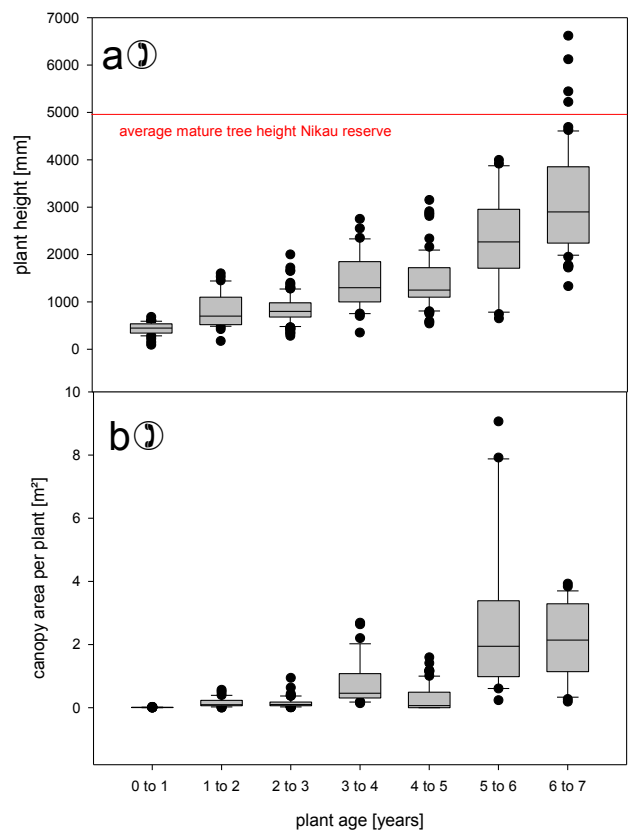 7000
a
6000
5000
average mature tree height Nikau reserve
4000
3000
2000
1000
0
plant height [mm]
10
b
8
6
4
2
0
canopy area per plant [m²]
0 to 1 1 to 2 2 to 3 3 to 4 4 to 5 5 to 6 6 to 7
plant age [years]